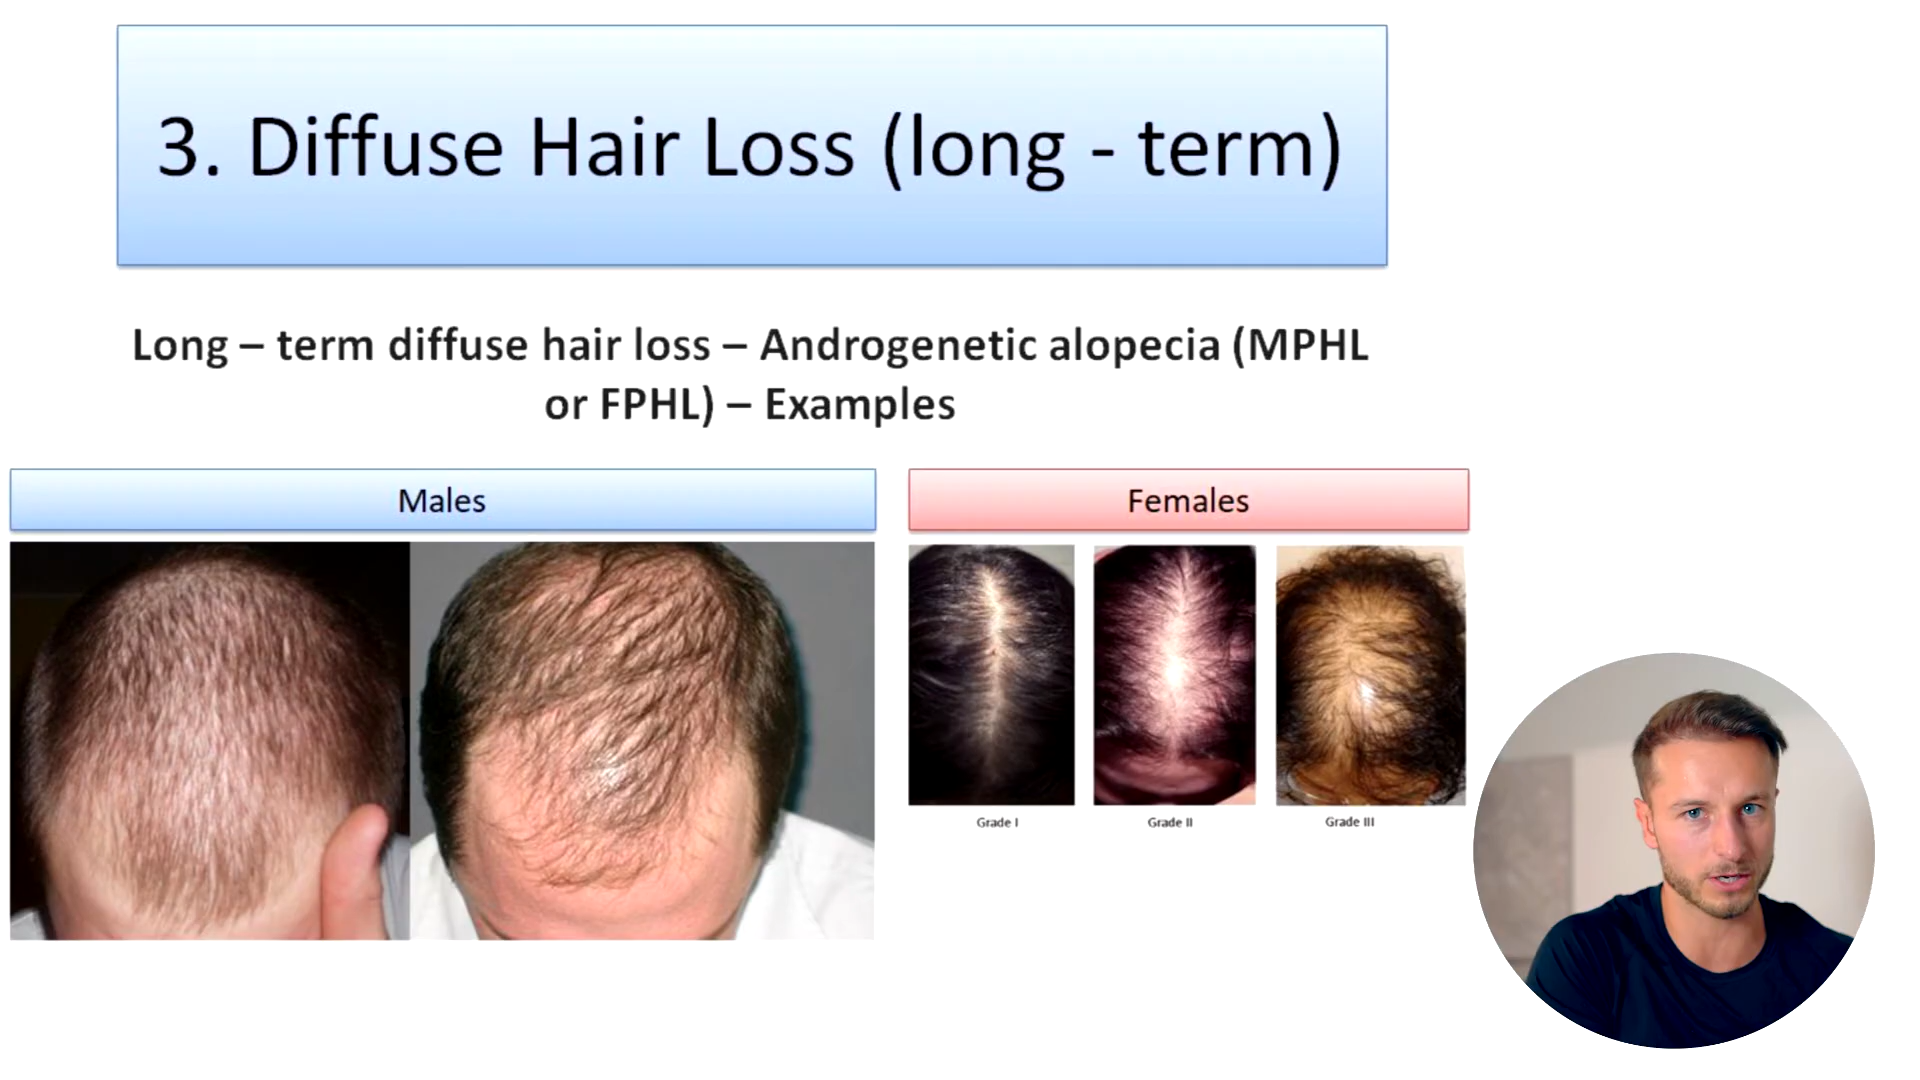 3. Diffuse Hair Loss (long - term)
Long – term diffuse hair loss – Androgenetic alopecia (MPHL
or FPHL) – Examples
Males
Females
Grade I
Grade II
Grade III